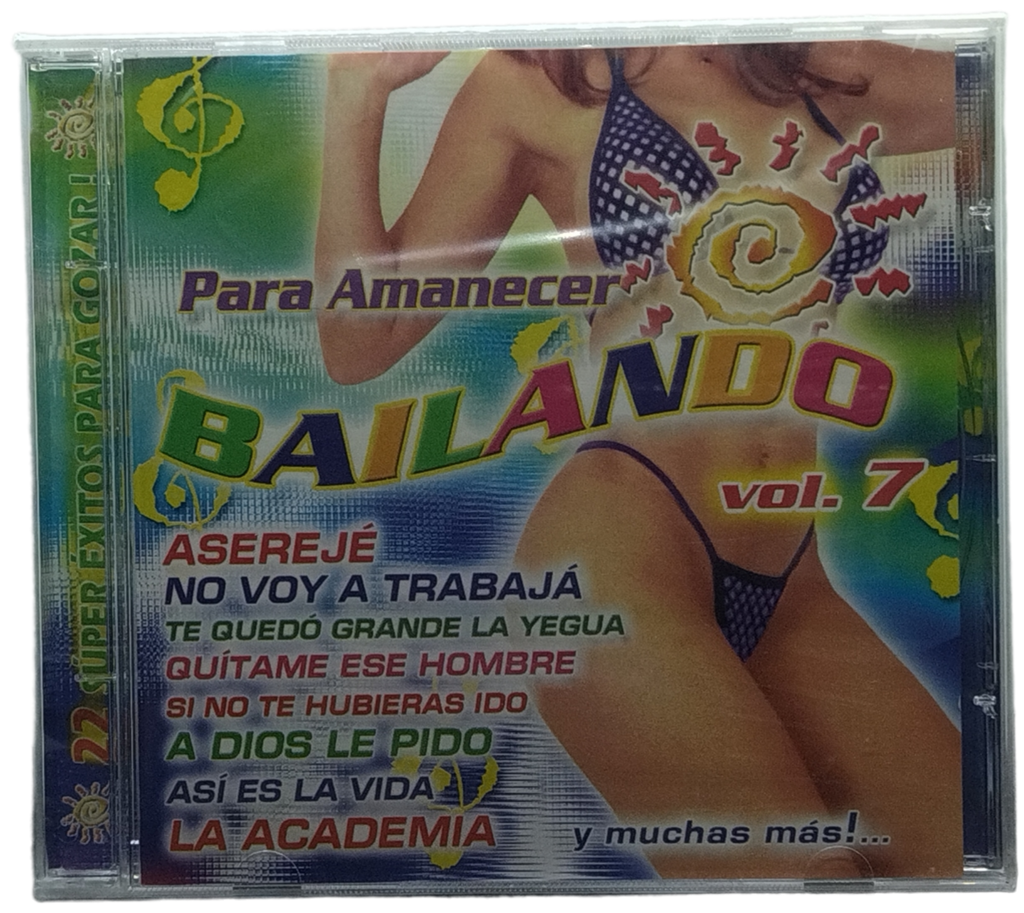 22 SÚPER ÉXITOS PARA GOZAR!
Para Amanecer
BAILANDO
vol. 7
ASEREJÉ
NO VOY A TRABAJÁ
TE QUEDÓ GRANDE LA YEGUA
QUÍTAME ESE HOMBRE
SI NO TE HUBIERAS IDO
A DIOS LE PIDO
ASÍ ES LA VIDA
LA ACADEMIA
y muchas más!...